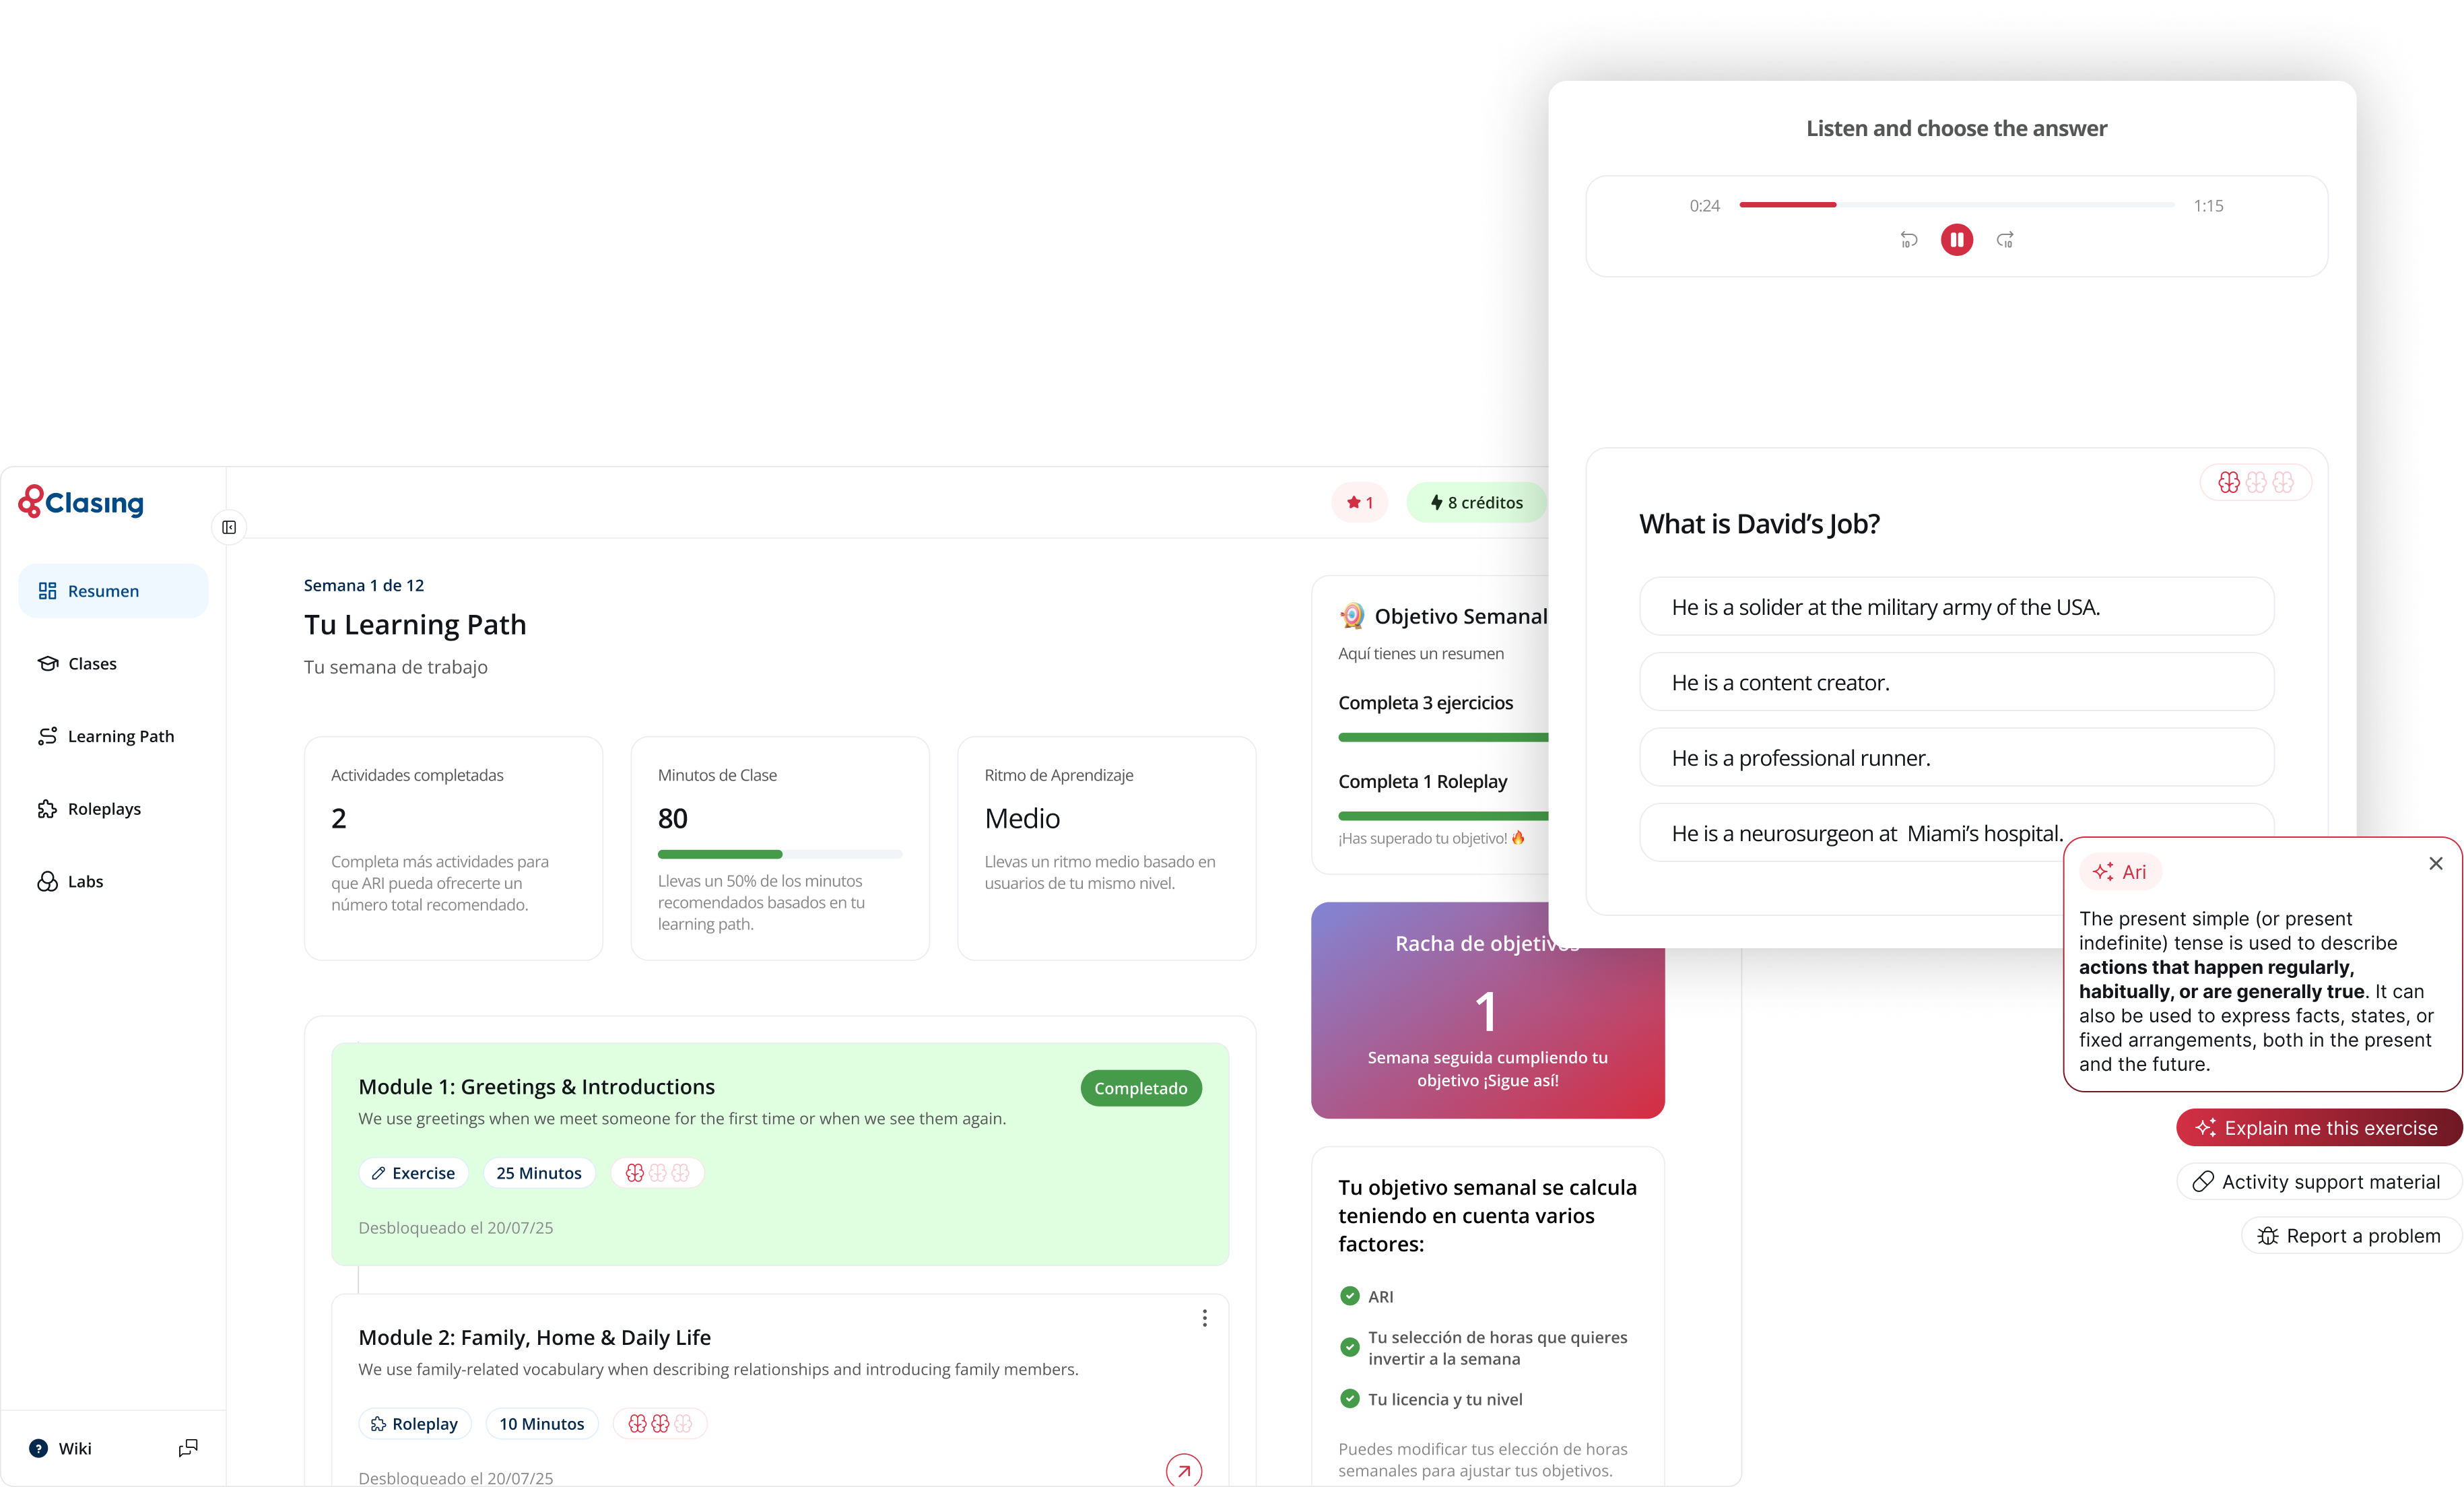 Clasing
Resumen
Clases
Learning Path
Roleplays
Labs
Wiki
1
8 créditos
Semana 1 de 12
Tu Learning Path
Tu semana de trabajo
Actividades completadas
2
Completa más actividades para
que ARI pueda ofrecerte un
número total recomendado.
Minutos de Clase
80
Llevas un 50% de los minutos
recomendados basados en tu
learning path.
Ritmo de Aprendizaje
Medio
Llevas un ritmo medio basado en
usuarios de tu mismo nivel.
Module 1: Greetings & Introductions
Completado
We use greetings when we meet someone for the first time or when we see them again.
Exercise
25 Minutos
Desbloqueado el 20/07/25
Module 2: Family, Home & Daily Life
We use family-related vocabulary when describing relationships and introducing family members.
Roleplay
10 Minutos
Desbloqueado el 20/07/25
Objetivo Semanal
Aquí tienes un resumen
Completa 3 ejercicios
Completa 1 Roleplay
¡Has superado tu objetivo! 🔥
Racha de objetivos
1
Semana seguida cumpliendo tu
objetivo ¡Sigue así!
Tu objetivo semanal se calcula
teniendo en cuenta varios
factores:
ARI
Tu selección de horas que quieres
invertir a la semana
Tu licencia y tu nivel
Puedes modificar tus elección de horas
semanales para ajustar tus objetivos.
Listen and choose the answer
0:24
1:15
10
10
What is David’s Job?
He is a solider at the military army of the USA.
He is a content creator.
He is a professional runner.
He is a neurosurgeon at  Miami’s hospital.
Ari
The present simple (or present
indefinite) tense is used to describe
actions that happen regularly,
habitually, or are generally true. It can
also be used to express facts, states, or
fixed arrangements, both in the present
and the future.
Explain me this exercise
Activity support material
Report a problem